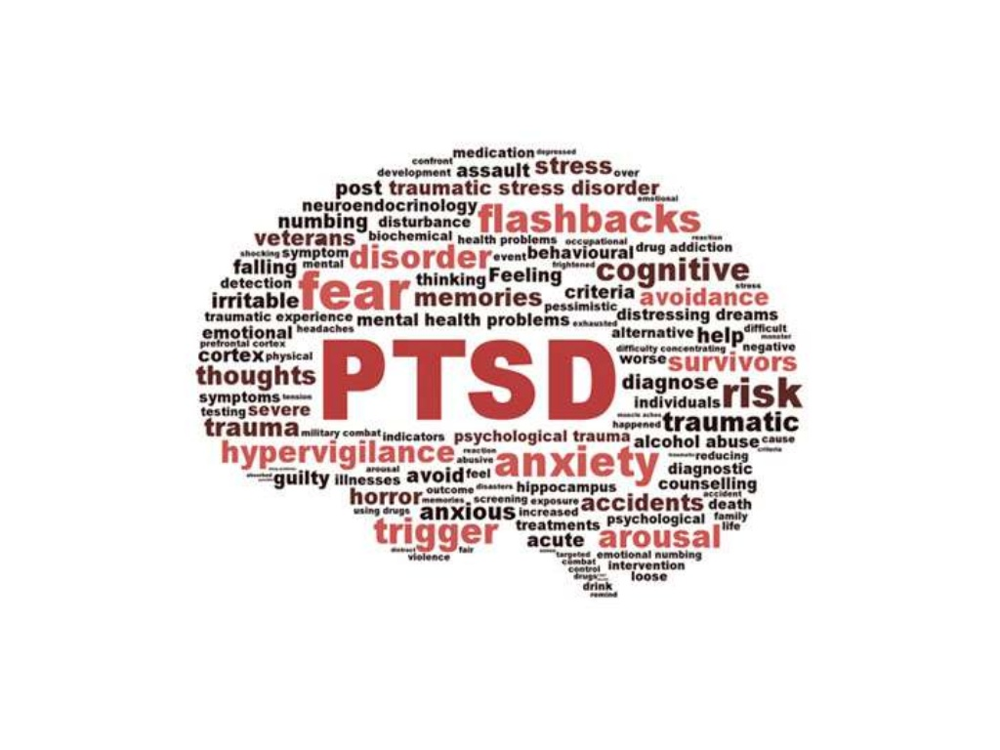 medication depressed
confront
development assault stress over
post traumatic stress disorder
emotional
neuroendocrinology flashbacks
numbing disturbance
veterans biochemical health problems occupational reaction
shocking symptom disorder event behavioural drug addiction
falling mental thinking Feeling frightened cognitive
detection fear stress
irritable memories criteria avoidance
pessimistic
traumatic experience mental health problems exhausted distressing dreams
emotional headaches alternative help difficult
monster
prefrontal cortex PTSD difficulty concentrating negative
cortex physical worse survivors
thoughts diagnose risk
symptoms tension individuals
testing severe muscle aches
trauma military combat indicators psychological trauma happened traumatic
alcohol abuse cause
criteria
hypervigilance reaction anxiety traumatic reducing
abusive
arousal diagnostic
guilty illnesses avoid feel counselling
outcome disasters hippocampus accident
horror memories screening exposure accidents death
using drugs anxious increased psychological family
trigger treatments life
acute arousal
distract fair
violence targeted emotional numbing
combat intervention
control
drugs loose
drink
remind